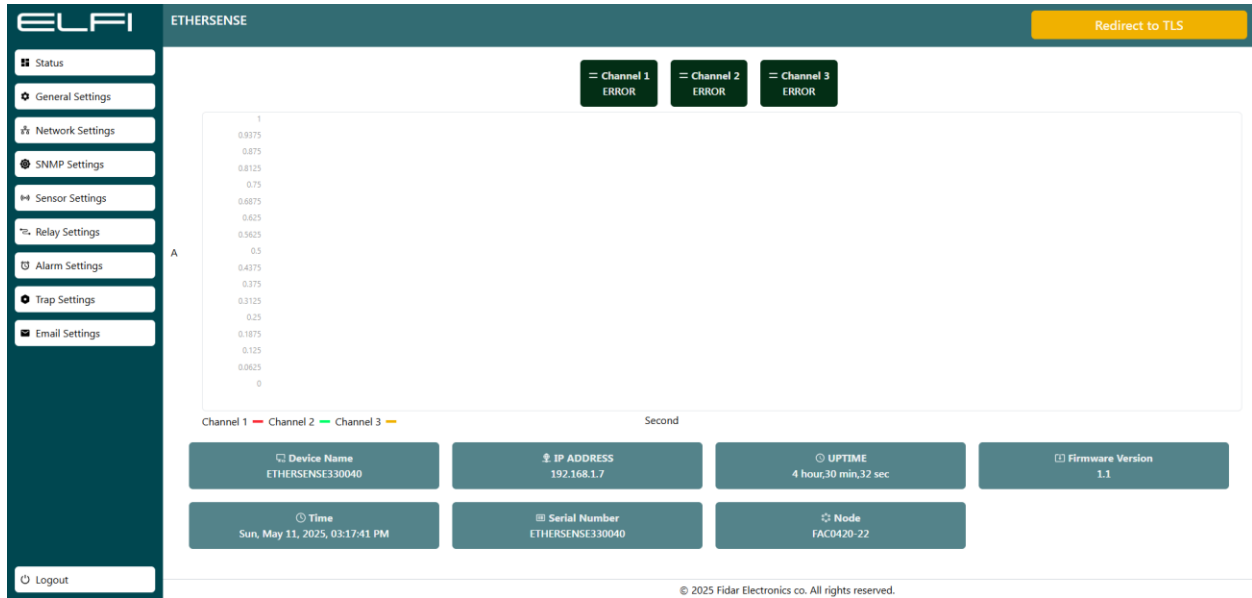 ELFI
ETHERSENSE
Redirect to TLS
Status
General Settings
Network Settings
SNMP Settings
Sensor Settings
Relay Settings
Alarm Settings
Trap Settings
Email Settings
Logout
Channel 1
ERROR
Channel 2
ERROR
Channel 3
ERROR
1
0.9375
0.875
0.8125
0.75
0.6875
0.625
0.5625
0.5
0.4375
0.375
0.3125
0.25
0.1875
0.125
0.0625
0
A
Channel 1 Channel 2 Channel 3
Second
Device Name
ETHERSENSE330040
IP ADDRESS
192.168.1.7
UPTIME
4 hour,30 min,32 sec
Firmware Version
1.1
Time
Sun, May 11, 2025, 03:17:41 PM
Serial Number
ETHERSENSE330040
Node
FAC0420-22
© 2025 Fidar Electronics co. All rights reserved.